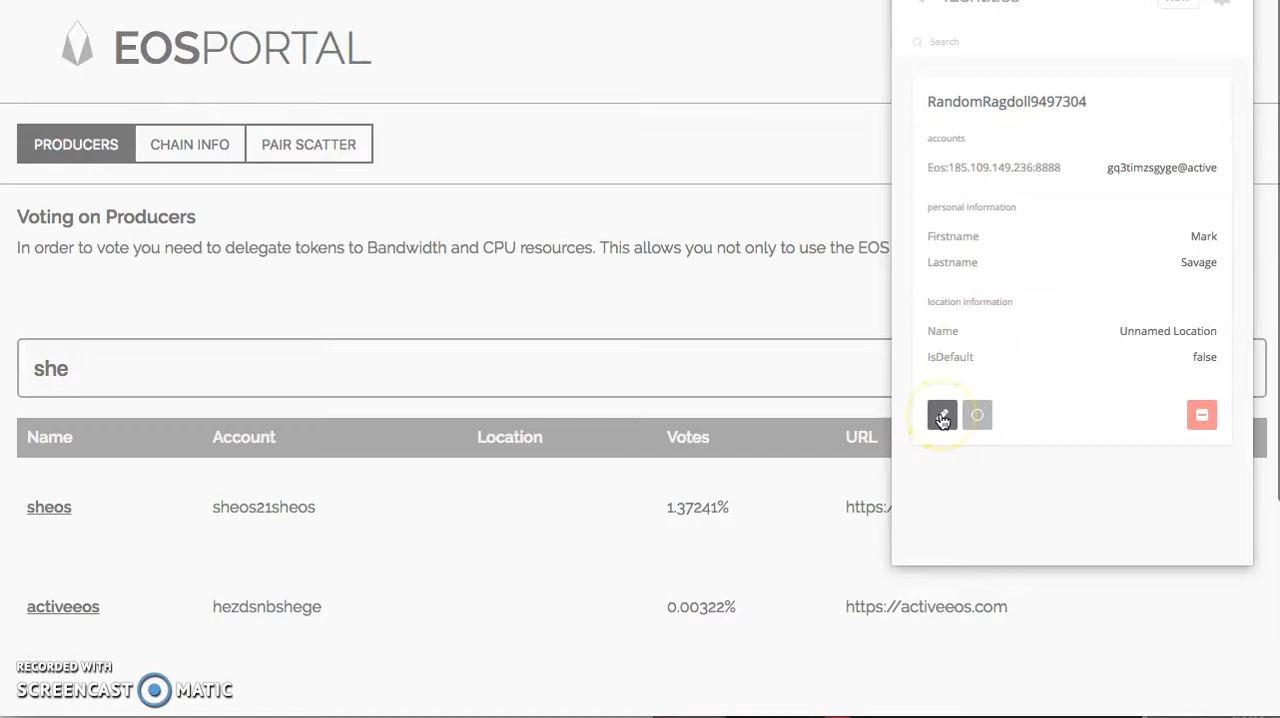 EOSPORTAL
PRODUCERS
CHAIN INFO
PAIR SCATTER
Voting on Producers
In order to vote you need to delegate tokens to Bandwidth and CPU resources. This allows you not only to use the EOS
she
Name Account Location Votes URL
sheos sheos21sheos 1.37241% https:/
activeeos hezdsnbshege 0.00322% https://activeeos.com
RECORDED WITH
SCREENCAST MATIC
Identities
New
Search
RandomRagdoll9497304
accounts
Eos:185.109.149.236:8888 gq3timzsgyge@active
personal information
Firstname Mark
Lastname Savage
location information
Name Unnamed Location
IsDefault false